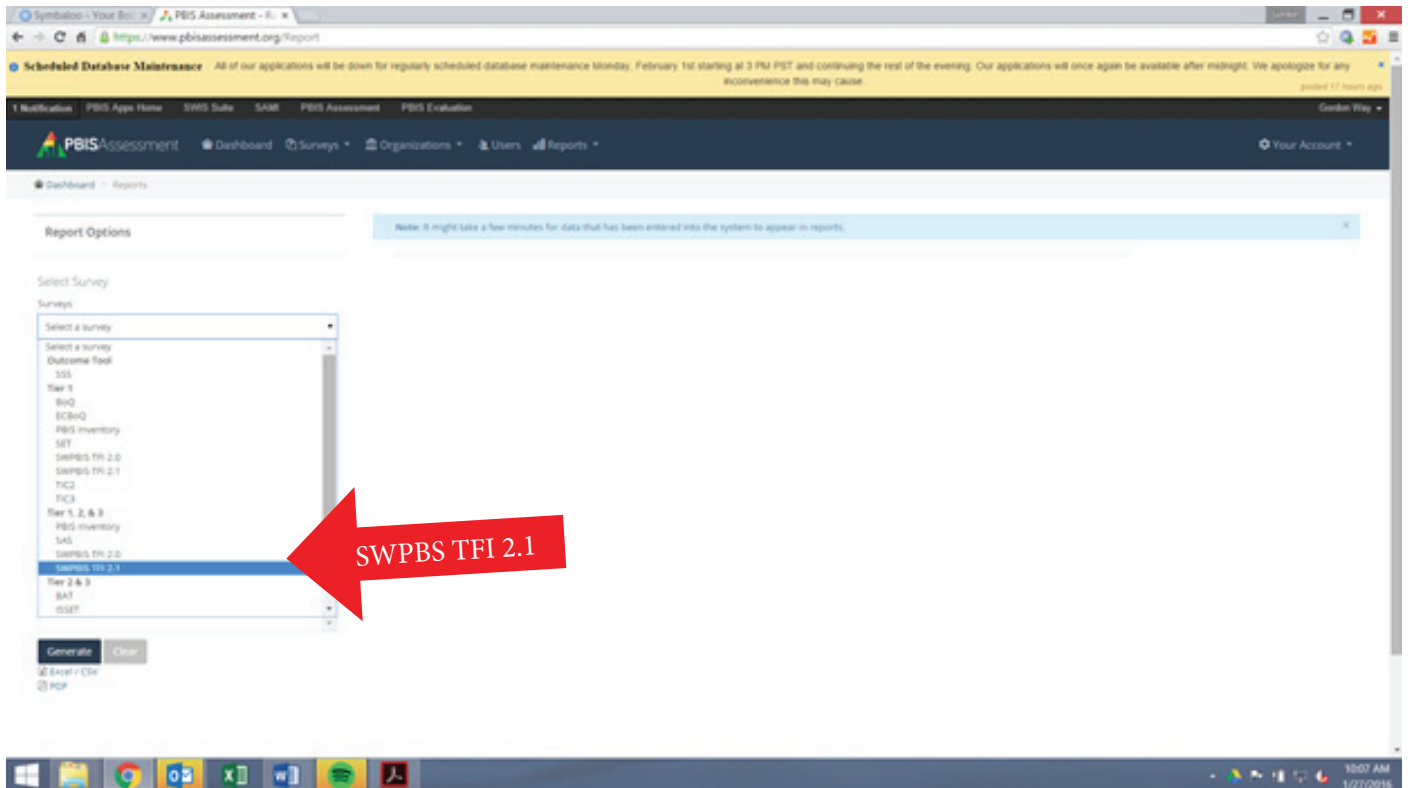 Symbaloo - Your Boo
PBIS Assessment - R
https://www.pbisassessment.org/Report
Scheduled Database Maintenance All of our applications will be down for regularly scheduled database maintenance Monday, February 1st starting at 3 PM PST and continuing the rest of the evening. Our applications will once again be available after midnight. We apologize for any
inconvenience this may cause.
posted 17 hours ago
1 Notification PBIS Apps Home SWIS Suite SAMI PBIS Assessment PBIS Evaluation Gordon Way
PBISAssessment Dashboard Surveys Organizations Users Reports Your Account
Dashboard > Reports
Report Options
Note: It might take a few minutes for data that has been entered into the system to appear in reports.
Select Survey
Surveys
Select a survey
Select a survey
Outcome Tool
SSS
Tier 1
BoQ
ECBoQ
PBIS Inventory
SET
SWPBIS TFI 2.0
SWPBIS TFI 2.1
TIC2
TIC3
Tier 1, 2, & 3
PBIS Inventory
SAS
SWPBIS TFI 2.0
SWPBIS TFI 2.1
Tier 2 & 3
BAT
ISSET
SWPBS TFI 2.1
Generate Clear
Excel / CSV
PDF
10:07 AM
1/27/2016